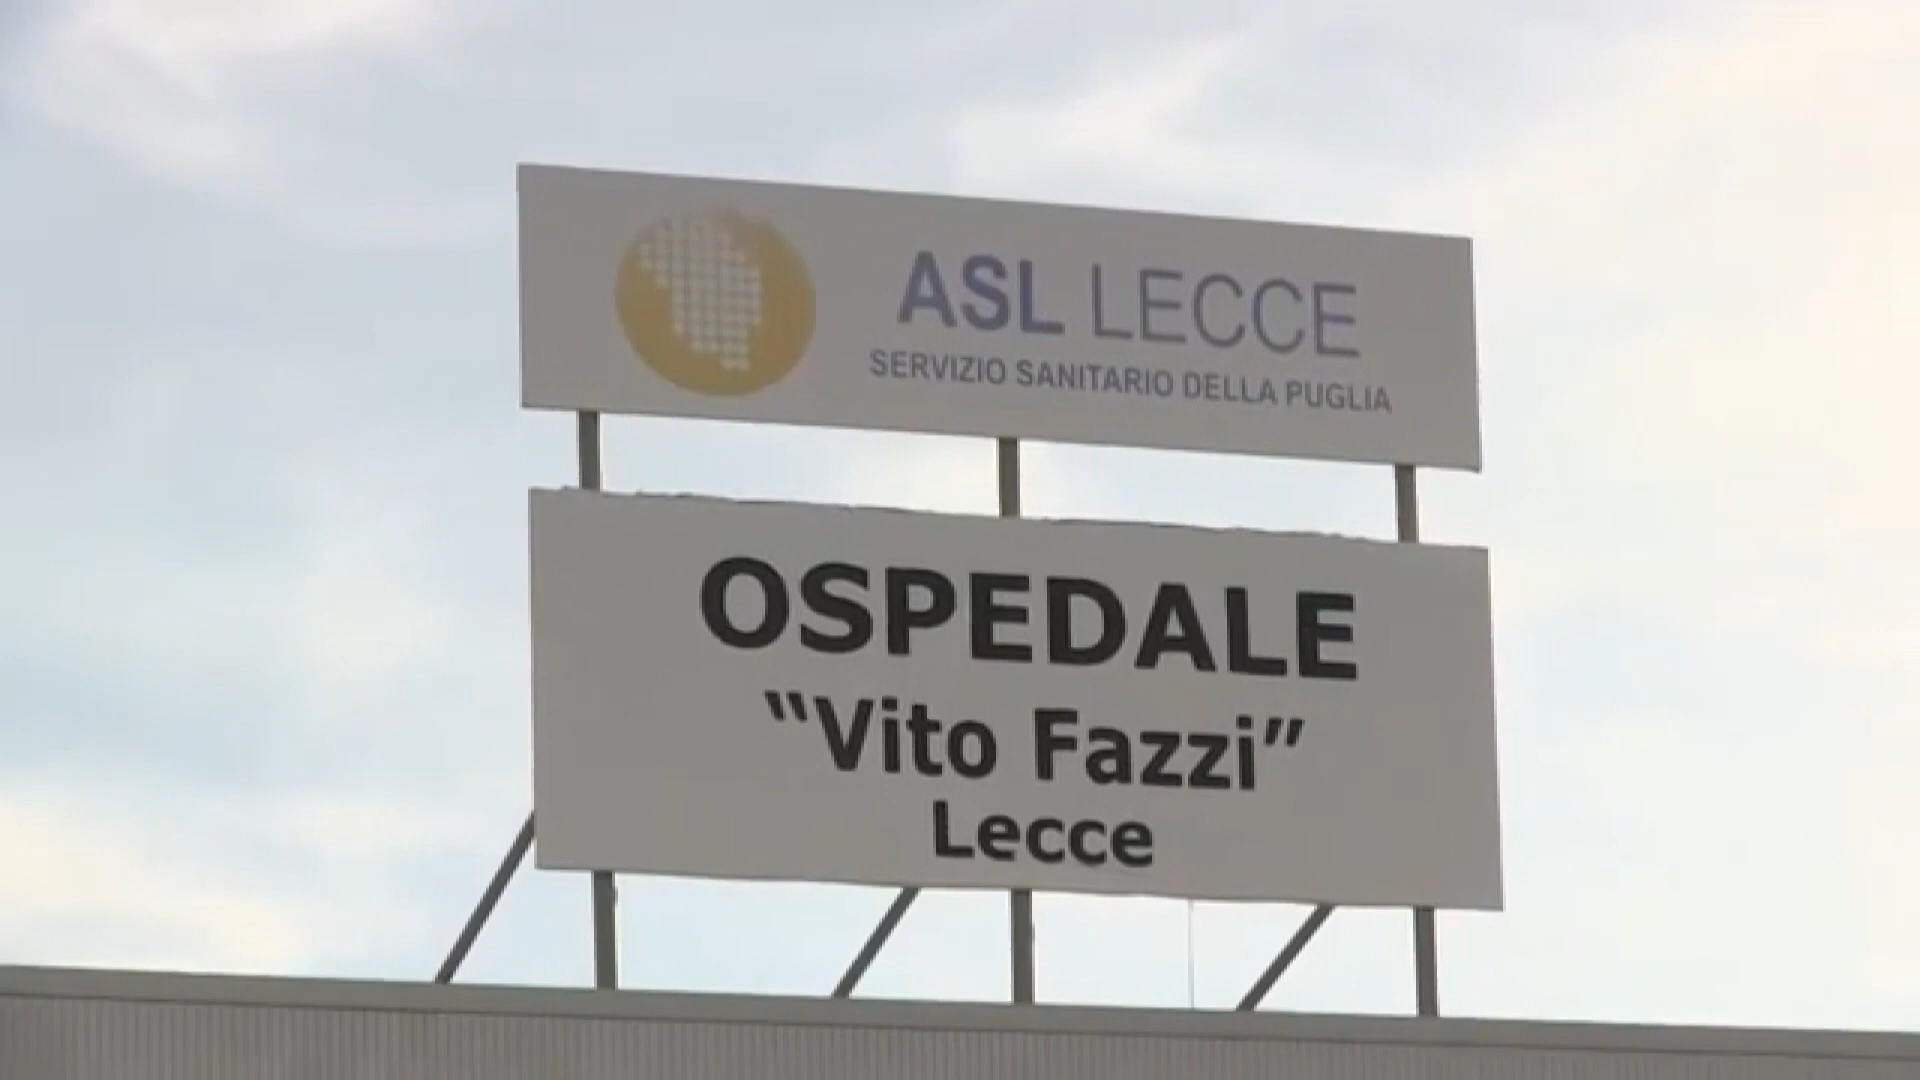 ASL LECCE
SERVIZIO SANITARIO DELLA PUGLIA
OSPEDALE
“Vito Fazzi”
Lecce